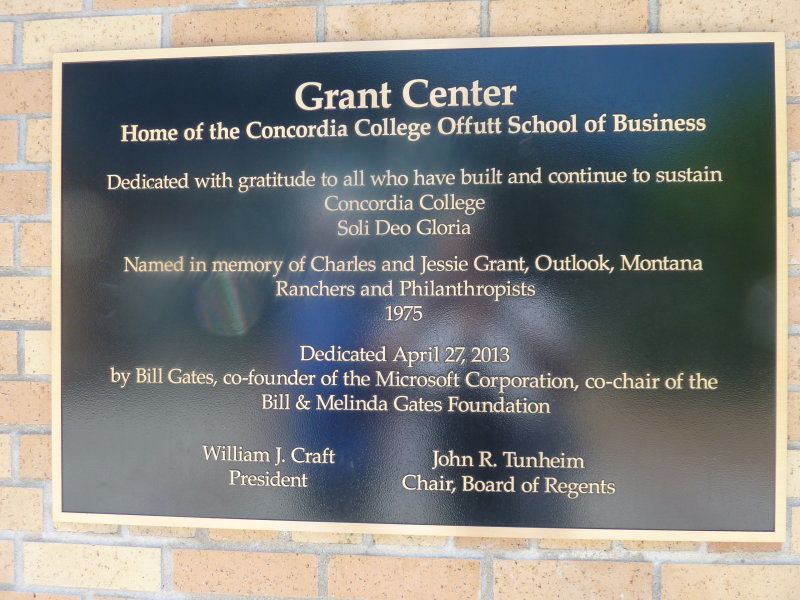 Grant Center
Home of the Concordia College Offutt School of Business
Dedicated with gratitude to all who have built and continue to sustain
Concordia College
Soli Deo Gloria
Named in memory of Charles and Jessie Grant, Outlook, Montana
Ranchers and Philanthropists
1975
Dedicated April 27, 2013
by Bill Gates, co-founder of the Microsoft Corporation, co-chair of the
Bill & Melinda Gates Foundation
William J. Craft
President
John R. Tunheim
Chair, Board of Regents